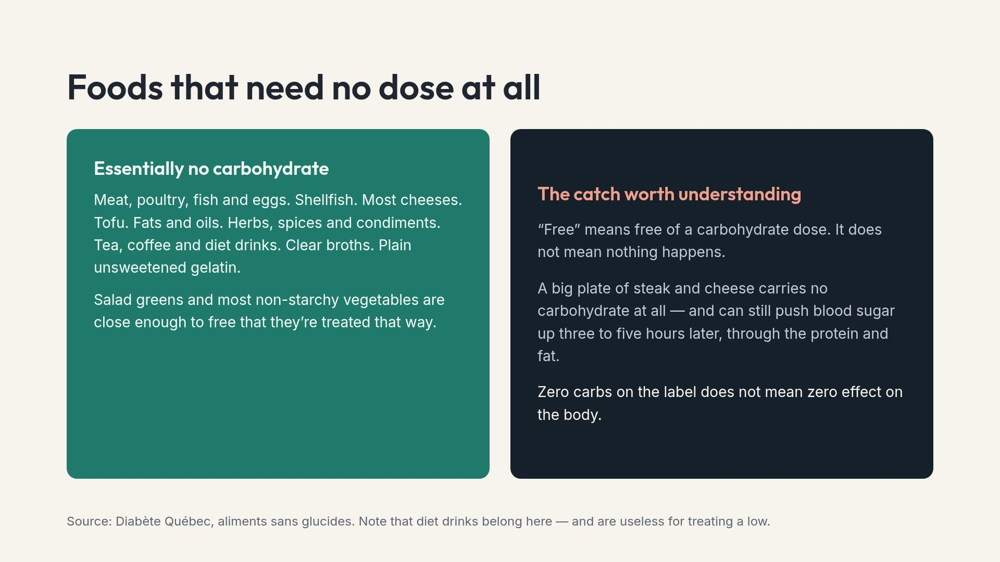 Foods that need no dose at all
Essentially no carbohydrate
Meat, poultry, fish and eggs. Shellfish. Most cheeses.
Tofu. Fats and oils. Herbs, spices and condiments.
Tea, coffee and diet drinks. Clear broths. Plain
unsweetened gelatin.
Salad greens and most non-starchy vegetables are
close enough to free that they’re treated that way.
The catch worth understanding
“Free” means free of a carbohydrate dose. It does
not mean nothing happens.
A big plate of steak and cheese carries no
carbohydrate at all — and can still push blood sugar
up three to five hours later, through the protein and
fat.
Zero carbs on the label does not mean zero effect on
the body.
Source: Diabète Québec, aliments sans glucides. Note that diet drinks belong here — and are useless for treating a low.